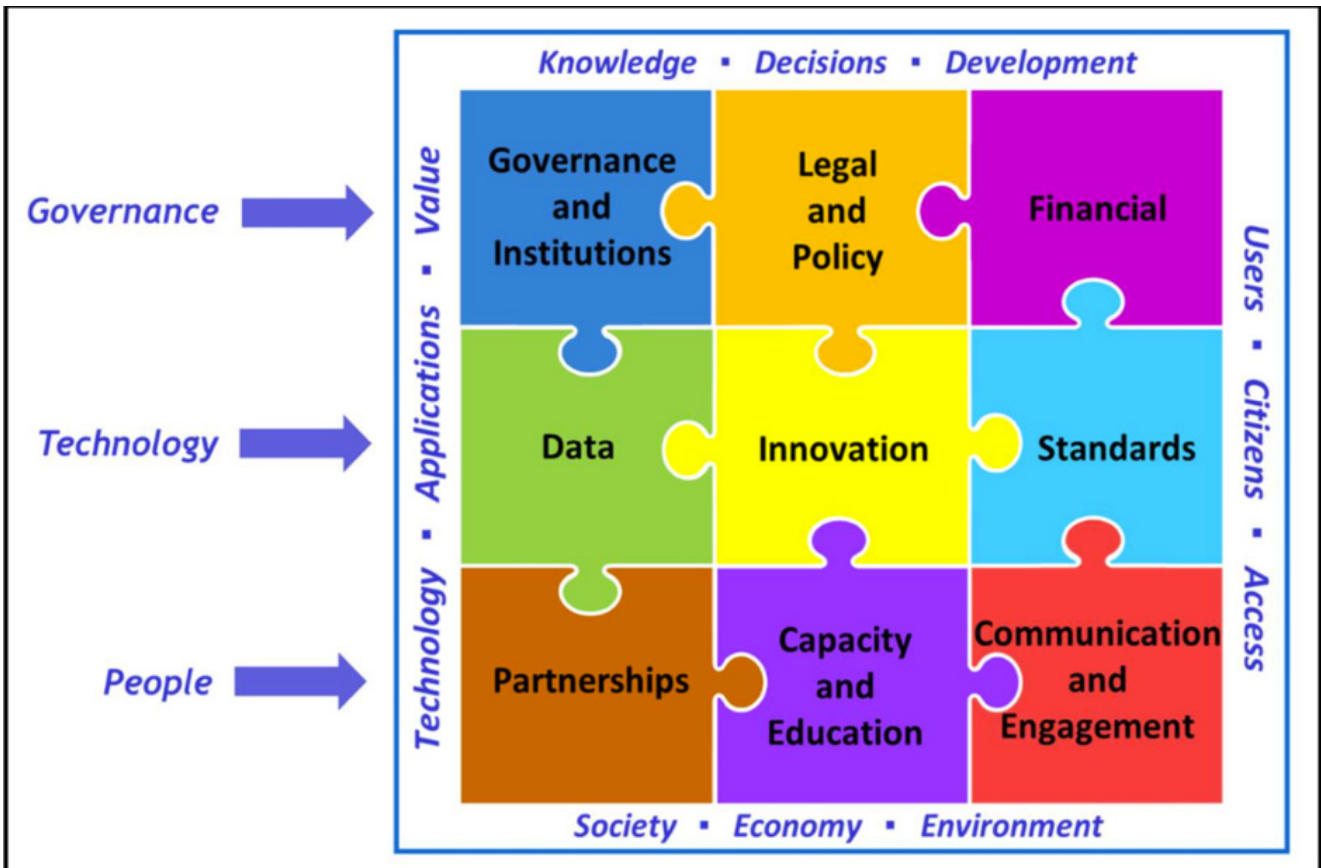 Knowledge ▪ Decisions ▪ Development
Governance
Technology ▪ Applications ▪ Value
Governance
and
Institutions
Legal
and
Policy
Financial
Users ▪ Citizens ▪ Access
Technology
Data
Innovation
Standards
People
Partnerships
Capacity
and
Education
Communication
and
Engagement
Society ▪ Economy ▪ Environment